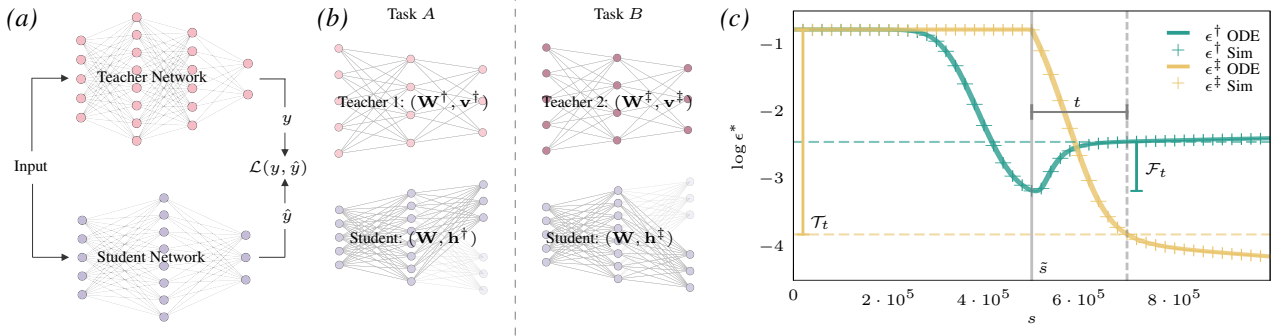 (a)
Teacher Network
Input
y
ℒ(y, ŷ)
ŷ
Student Network
(b)
Task A
Task B
Teacher 1: (W†, v†)
Teacher 2: (W‡, v‡)
Student: (W, h†)
Student: (W, h‡)
(c)
log ϵ*
−1
−2
−3
−4
ϵ† ODE
ϵ† Sim
ϵ‡ ODE
ϵ‡ Sim
t
ℱt
𝒯t
s̃
0
2 · 10⁵
4 · 10⁵
6 · 10⁵
8 · 10⁵
s